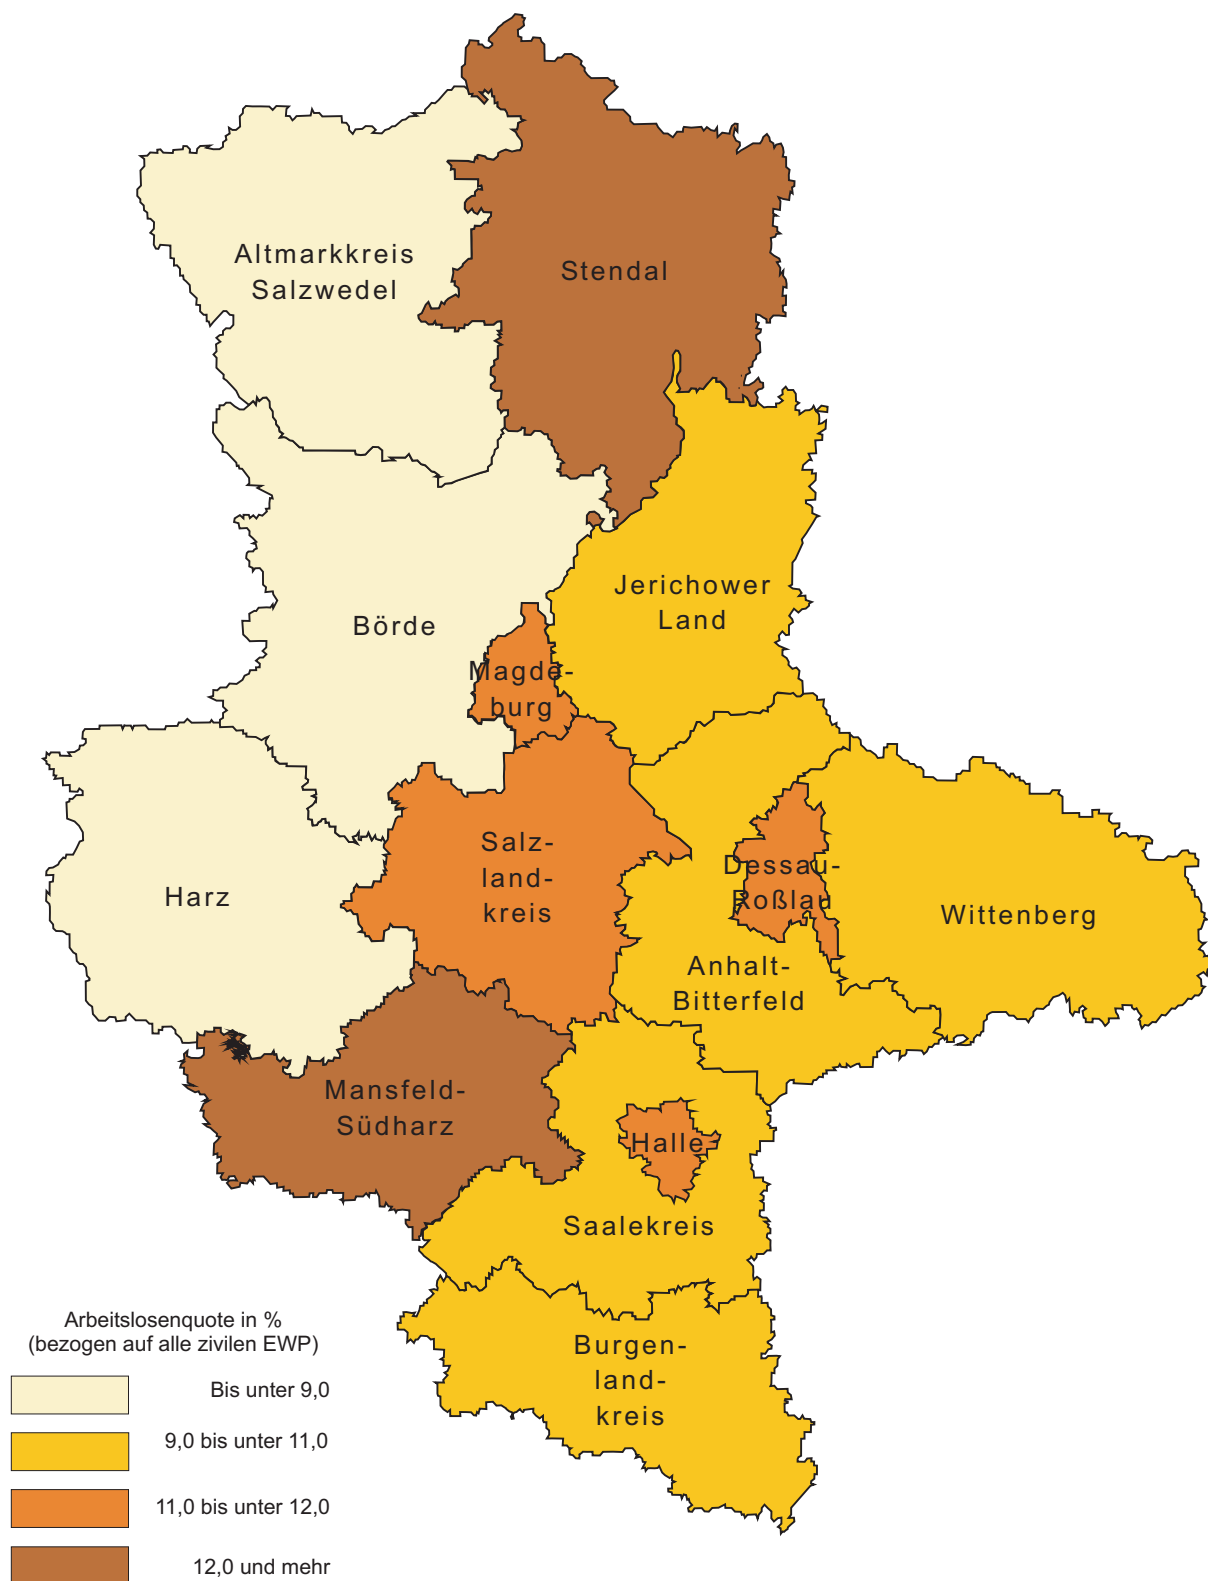 Altmarkkreis
Salzwedel
Stendal
Jerichower
Land
Börde
Magde-
burg
Salz-
land-
kreis
Dessau-
Roßlau
Harz
Wittenberg
Anhalt-
Bitterfeld
Mansfeld-
Südharz
Halle
Saalekreis
Burgen-
land-
kreis
Arbeitslosenquote in %
(bezogen auf alle zivilen EWP)
Bis unter 9,0
9,0 bis unter 11,0
11,0 bis unter 12,0
12,0 und mehr